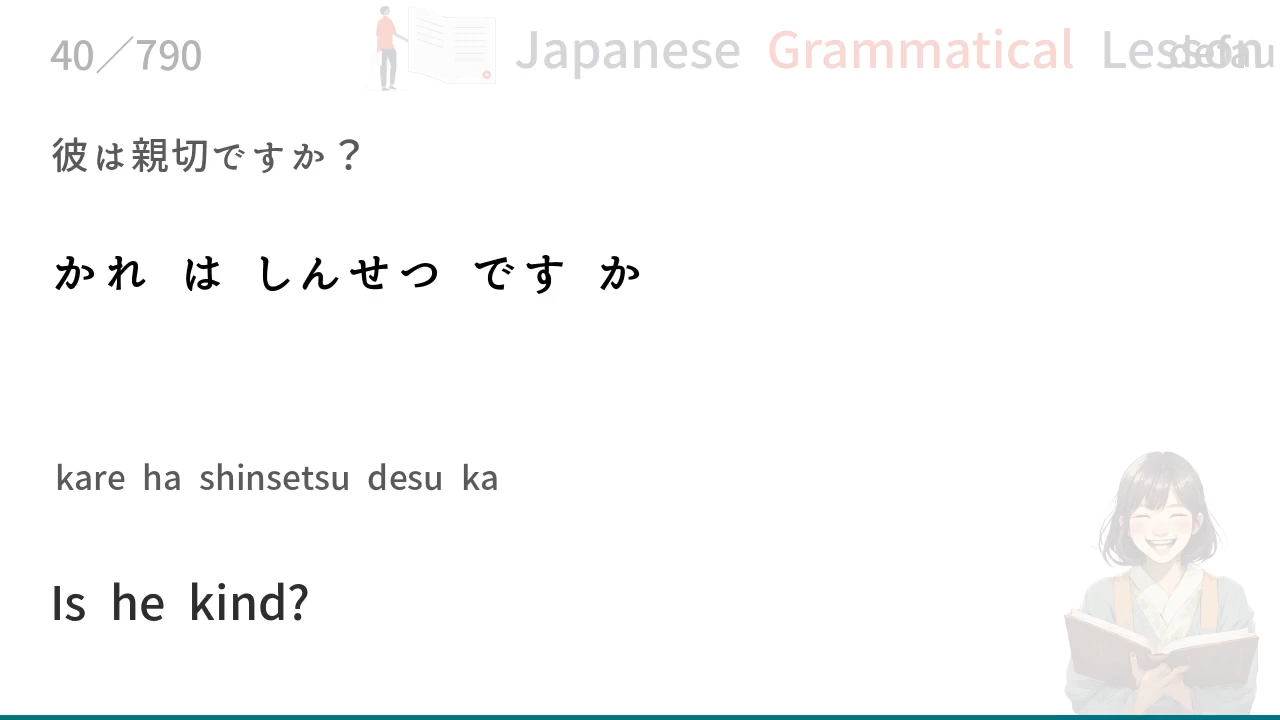 40／790
Japanese Grammatical Lesson
defau
彼は親切ですか？
かれ は しんせつ です か
kare ha shinsetsu desu ka
Is he kind?